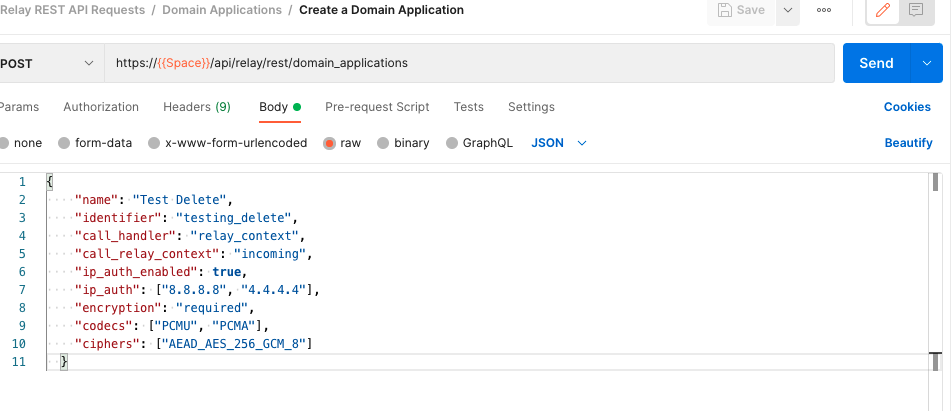 Relay REST API Requests / Domain Applications / Create a Domain Application
Save
POST https://{{Space}}/api/relay/rest/domain_applications Send
Params Authorization Headers (9) Body Pre-request Script Tests Settings Cookies
none form-data x-www-form-urlencoded raw binary GraphQL JSON Beautify
1 {
2 "name": "Test Delete",
3 "identifier": "testing_delete",
4 "call_handler": "relay_context",
5 "call_relay_context": "incoming",
6 "ip_auth_enabled": true,
7 "ip_auth": ["8.8.8.8", "4.4.4.4"],
8 "encryption": "required",
9 "codecs": ["PCMU", "PCMA"],
10 "ciphers": ["AEAD_AES_256_GCM_8"]
11 }